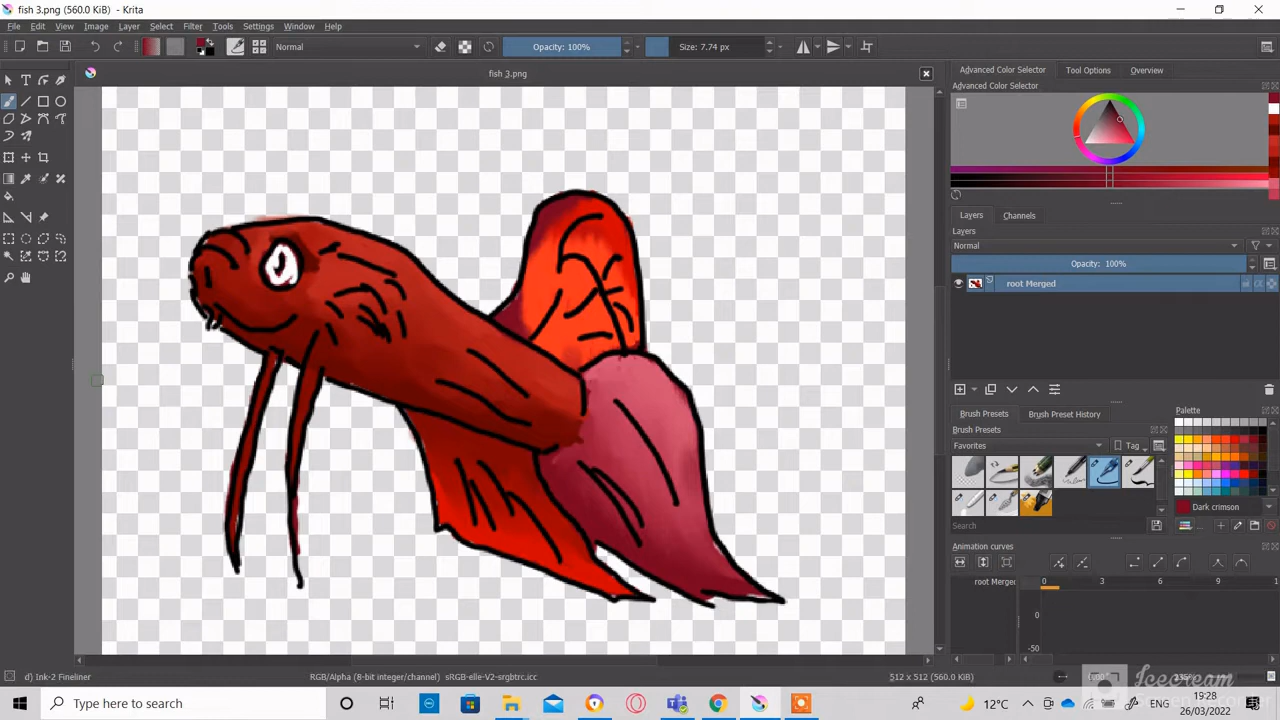 fish 3.png (560.0 KiB) - Krita
File Edit View Image Layer Select Filter Tools Settings Window Help
Normal Opacity: 100% Size: 7.74 px
fish 3.png
Advanced Color Selector Tool Options Overview
Advanced Color Selector
Layers Channels
Layers
Normal
Opacity: 100%
root Merged
Brush Presets Brush Preset History
Brush Presets
Favorites Tag
Search
Palette
Dark crimson
...
Animation curves
root Merged 0 3 6 9 12
0
-50
d) Ink-2 Fineliner RGB/Alpha (8-bit integer/channel) sRGB-elle-V2-srgbtrc.icc 512 x 512 (560.0 KiB)
Icecream
Type here to search
12°C ENG 19:28
26/03/2022